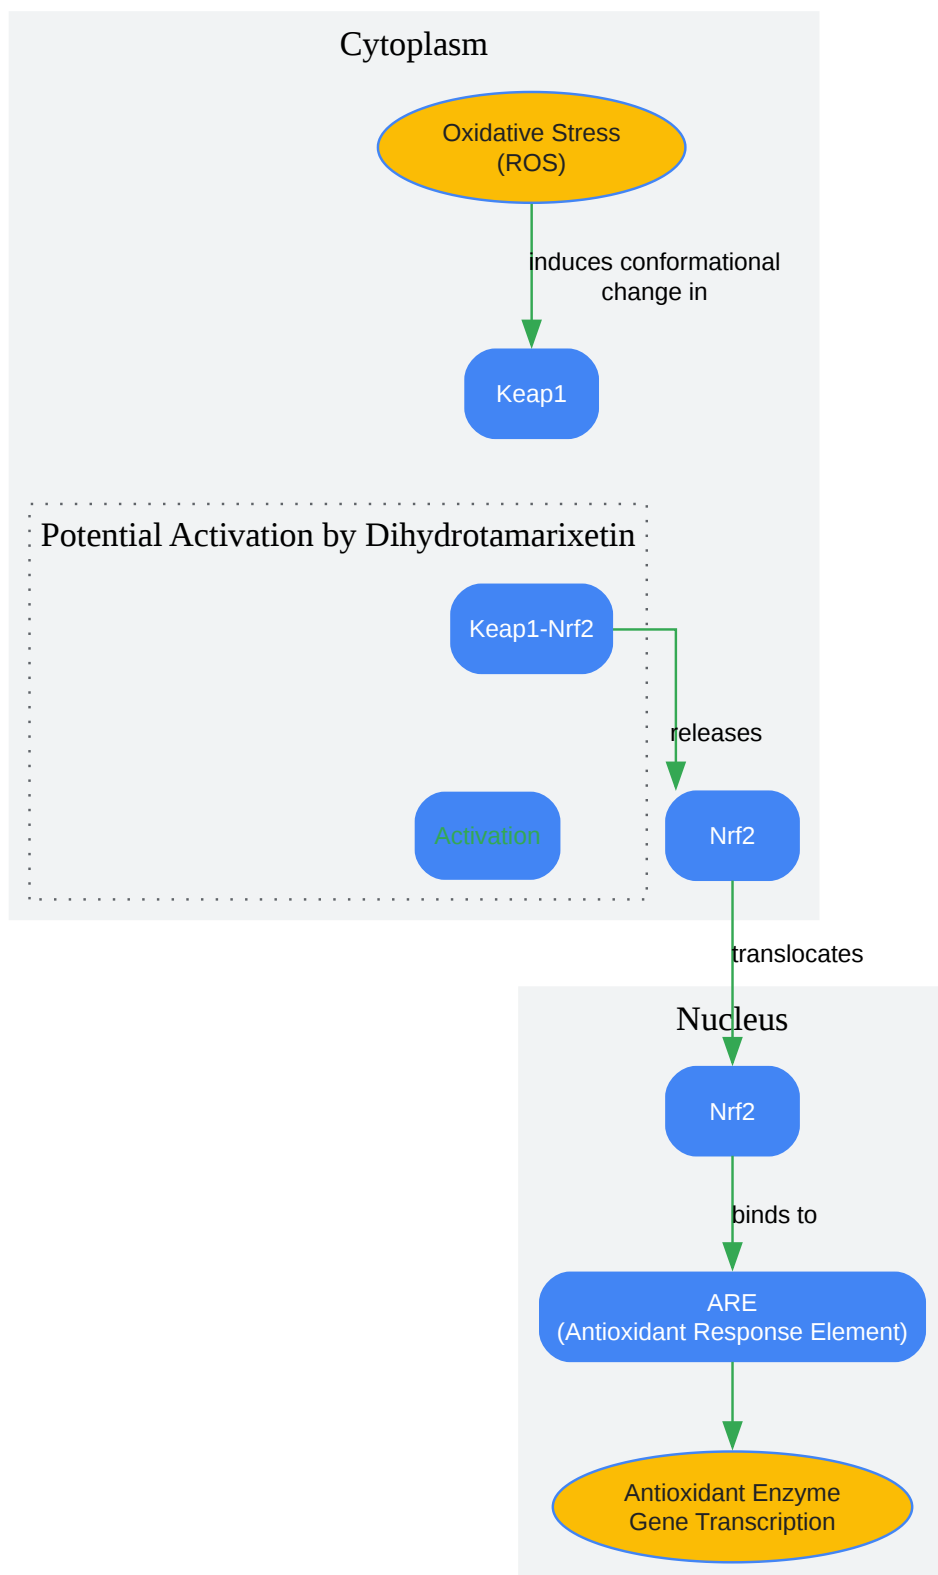 Cytoplasm
Oxidative Stress
(ROS)
induces conformational
change in
Keap1
Potential Activation by Dihydrotamarixetin
Keap1-Nrf2
releases
Activation
Nrf2
translocates
Nucleus
Nrf2
binds to
ARE
(Antioxidant Response Element)
Antioxidant Enzyme
Gene Transcription